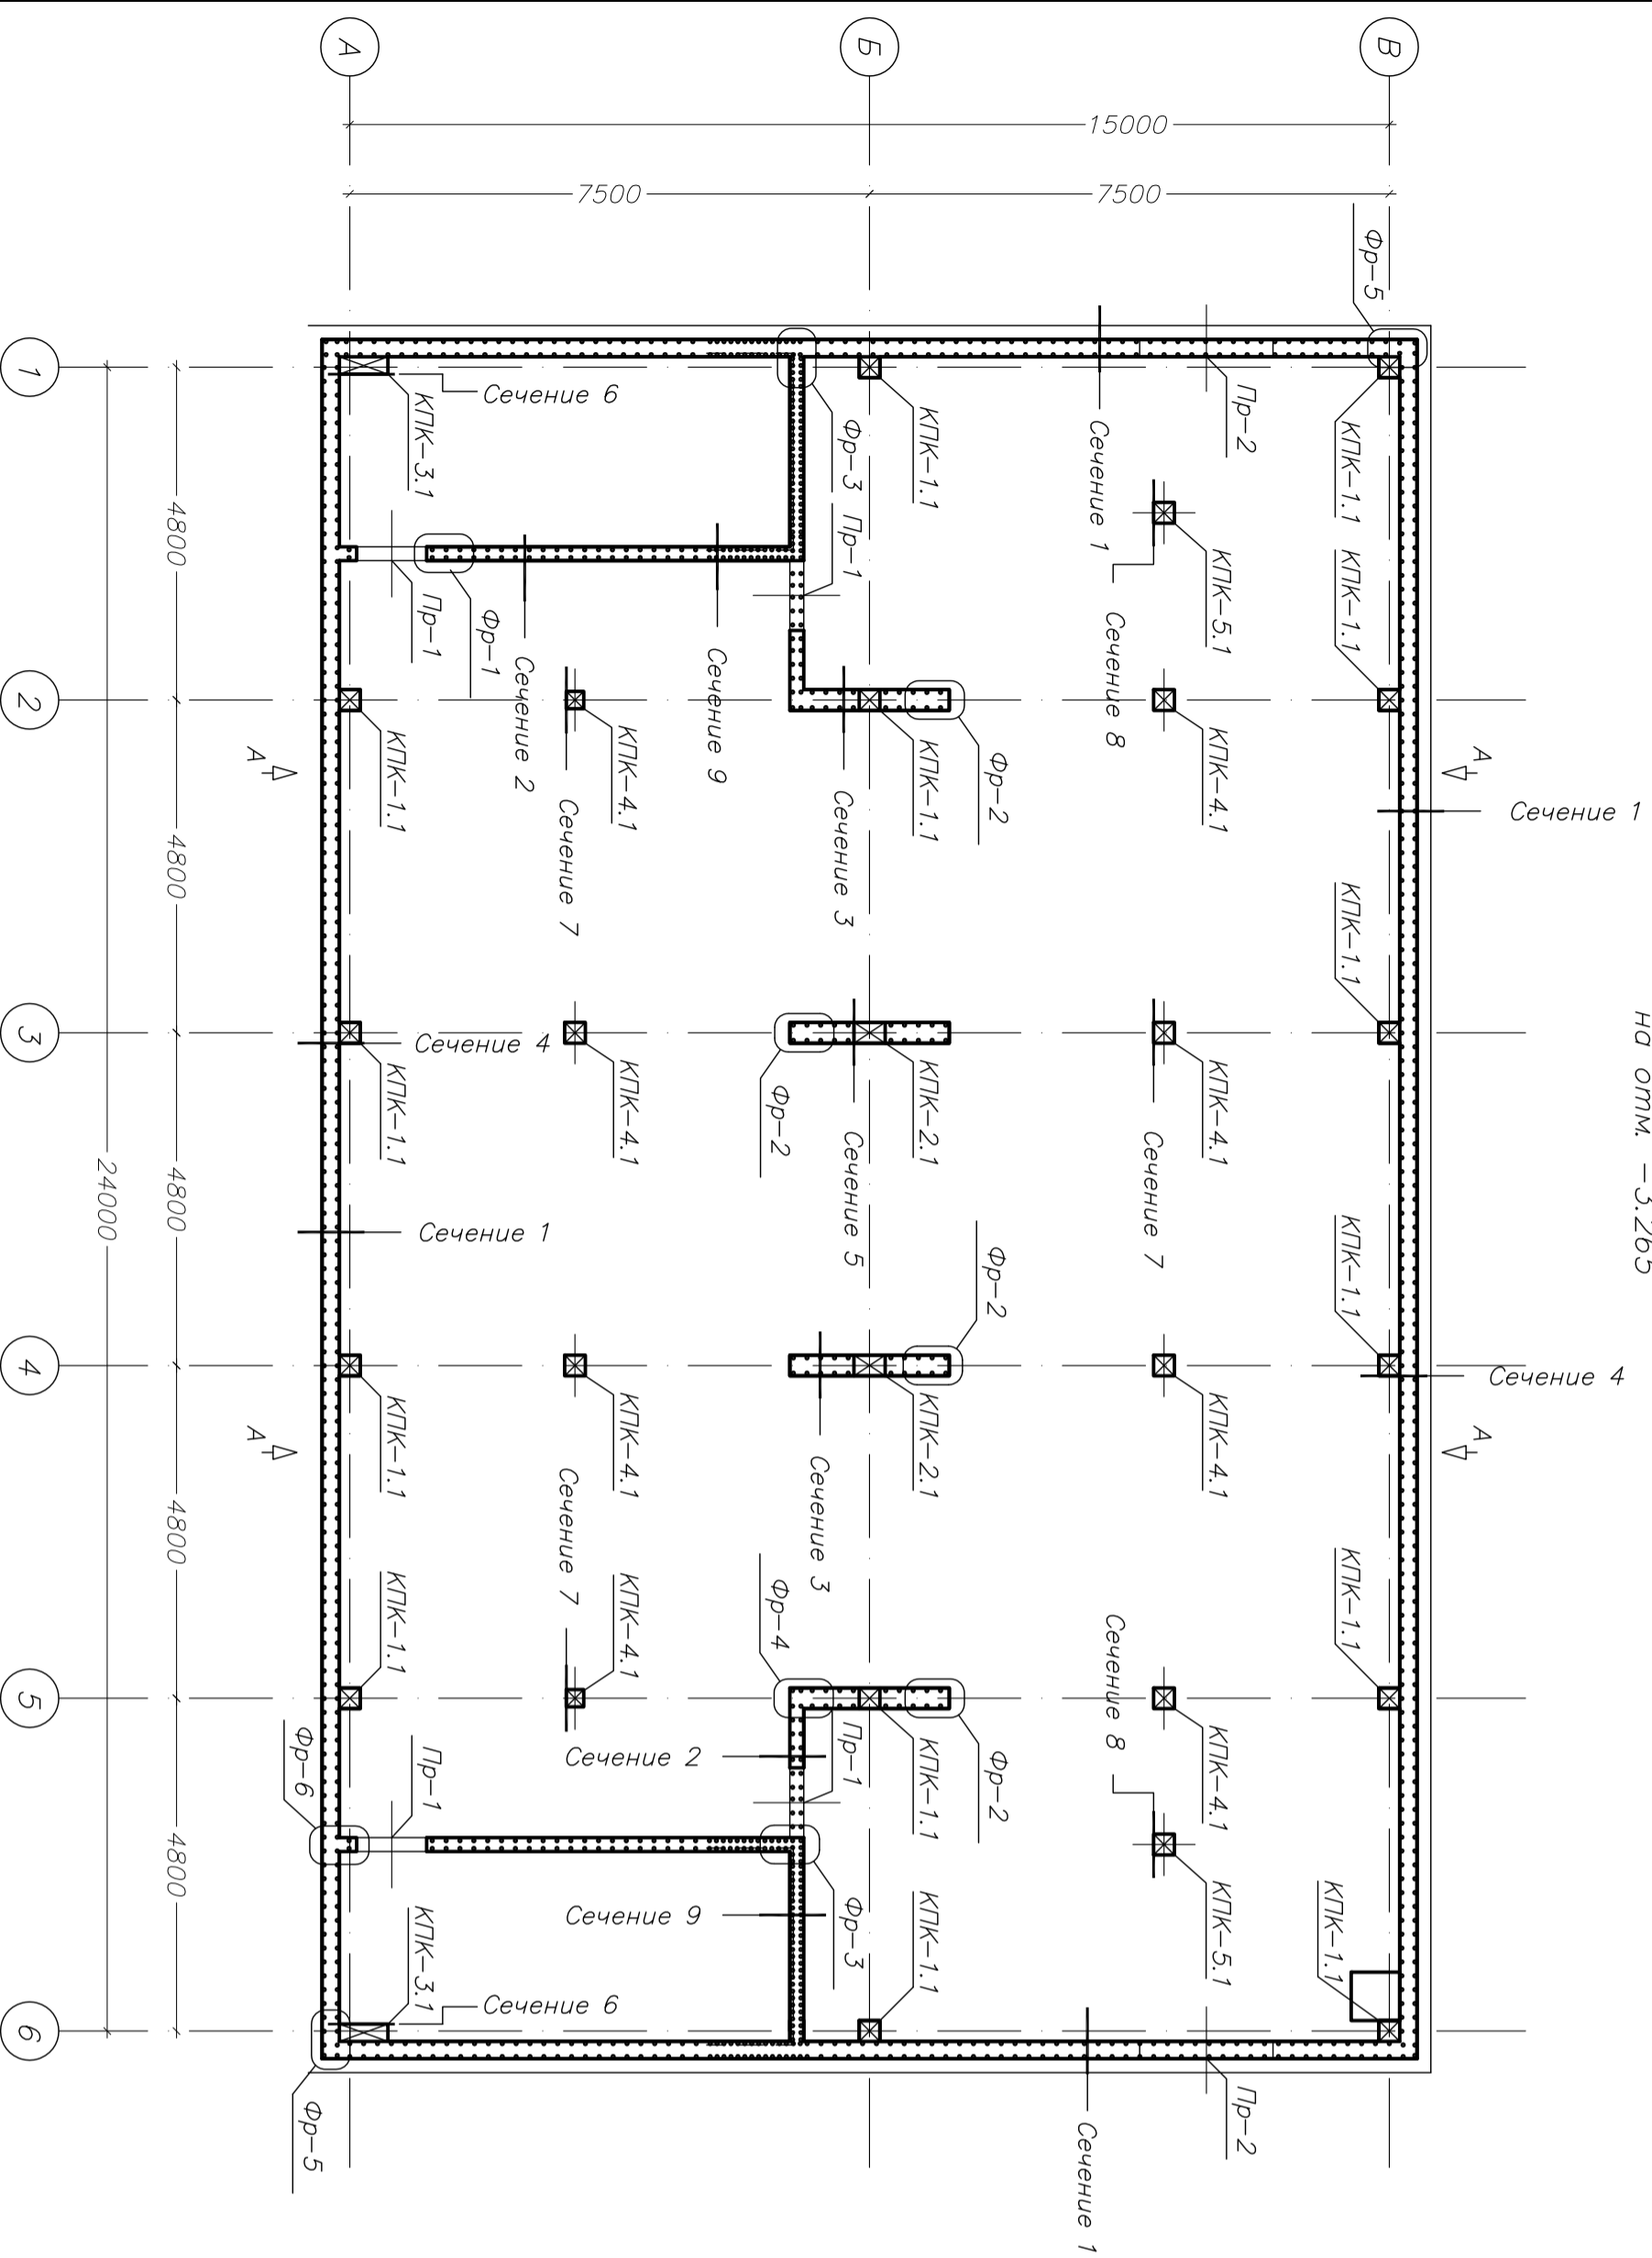 на отм. -3.265
А
Б
В
15000
7500
7500
Фр-5
1
2
3
4
5
6
4800
4800
4800
4800
4800
24000
Сечение 6
КПК-3.1
Фр-3
Пр-1
КПК-1.1
Сечение 1
Пр-2
КПК-1.1
КПК-1.1
КПК-5.1
Сечение 8
Пр-1
Фр-1
Сечение 2
Сечение 9
КПК-1.1
КПК-4.1
Сечение 7
Сечение 3
КПК-1.1
Фр-2
КПК-4.1
А
А
Сечение 1
КПК-1.1
Сечение 4
КПК-1.1
КПК-4.1
Фр-2
КПК-2.1
Сечение 5
КПК-4.1
Сечение 7
Сечение 1
Фр-2
КПК-1.1
Сечение 4
КПК-1.1
КПК-4.1
КПК-2.1
КПК-4.1
Сечение 3
Сечение 7
А
А
КПК-1.1
КПК-4.1
Фр-4
КПК-1.1
Сечение 8
Фр-6
Пр-1
Сечение 2
Пр-1
КПК-1.1
Фр-2
КПК-4.1
КПК-3.1
Сечение 9
Фр-3
КПК-1.1
КПК-5.1
КПК-1.1
Сечение 6
Фр-5
Сечение 1
Пр-2